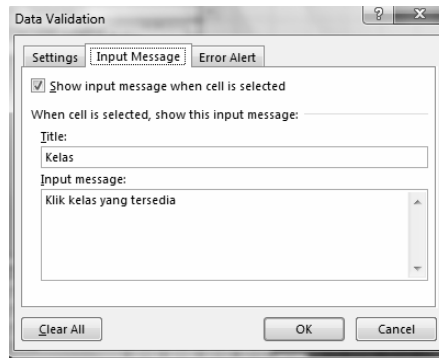 Data Validation
Settings Input Message Error Alert
Show input message when cell is selected
When cell is selected, show this input message:
Title:
Kelas
Input message:
Klik kelas yang tersedia
Clear All OK Cancel